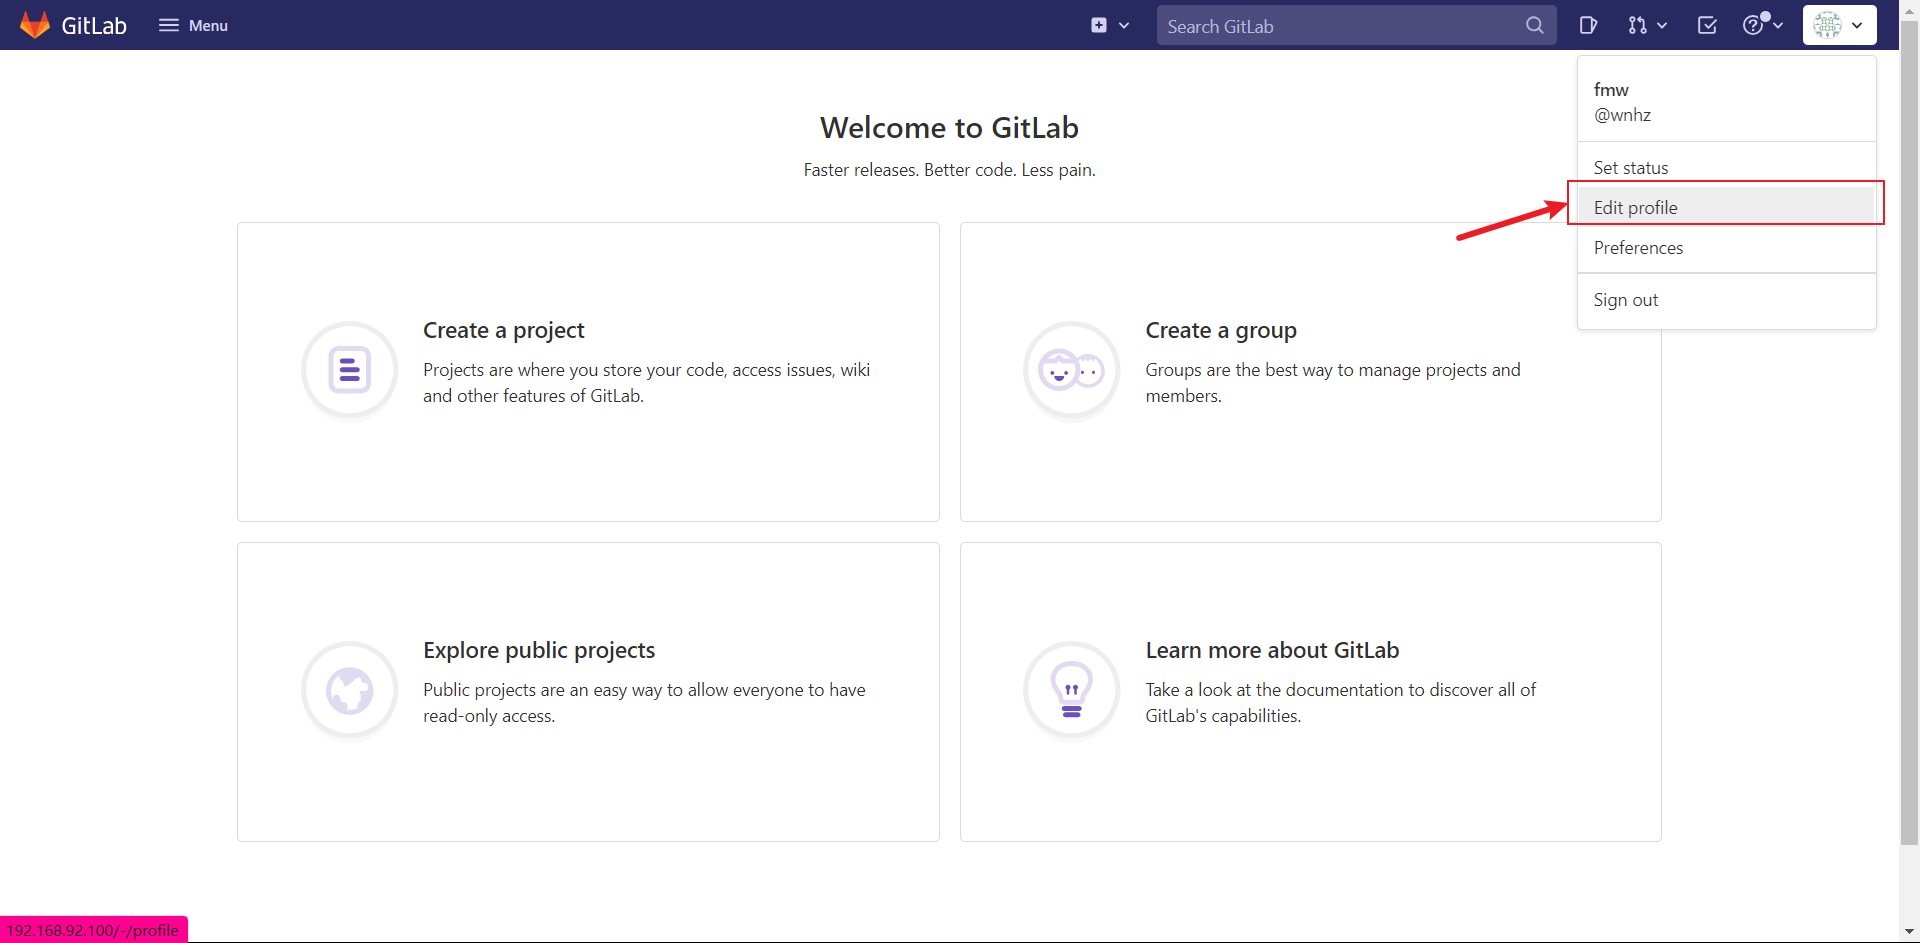 GitLab
Menu
Search GitLab
fmw
@wnhz
Set status
Edit profile
Preferences
Sign out
Welcome to GitLab
Faster releases. Better code. Less pain.
Create a project
Projects are where you store your code, access issues, wiki
and other features of GitLab.
Create a group
Groups are the best way to manage projects and
members.
Explore public projects
Public projects are an easy way to allow everyone to have
read-only access.
Learn more about GitLab
Take a look at the documentation to discover all of
GitLab's capabilities.
192.168.92.100/-/profile